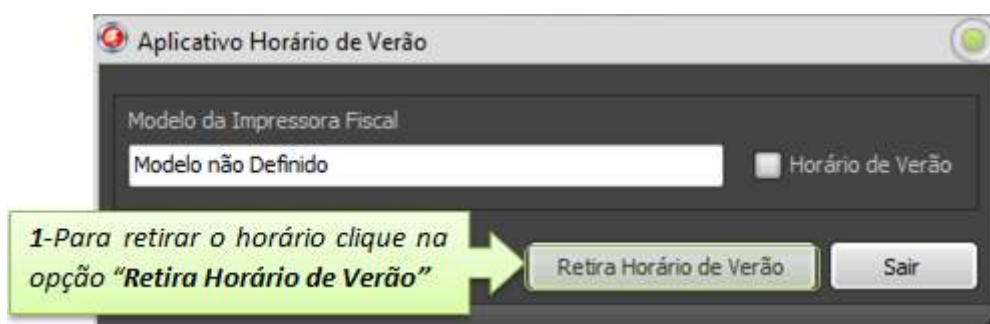 Aplicativo Horário de Verão
Modelo da Impressora Fiscal
Modelo não Definido
Horário de Verão
1-Para retirar o horário clique na
opção “Retira Horário de Verão”
Retira Horário de Verão
Sair